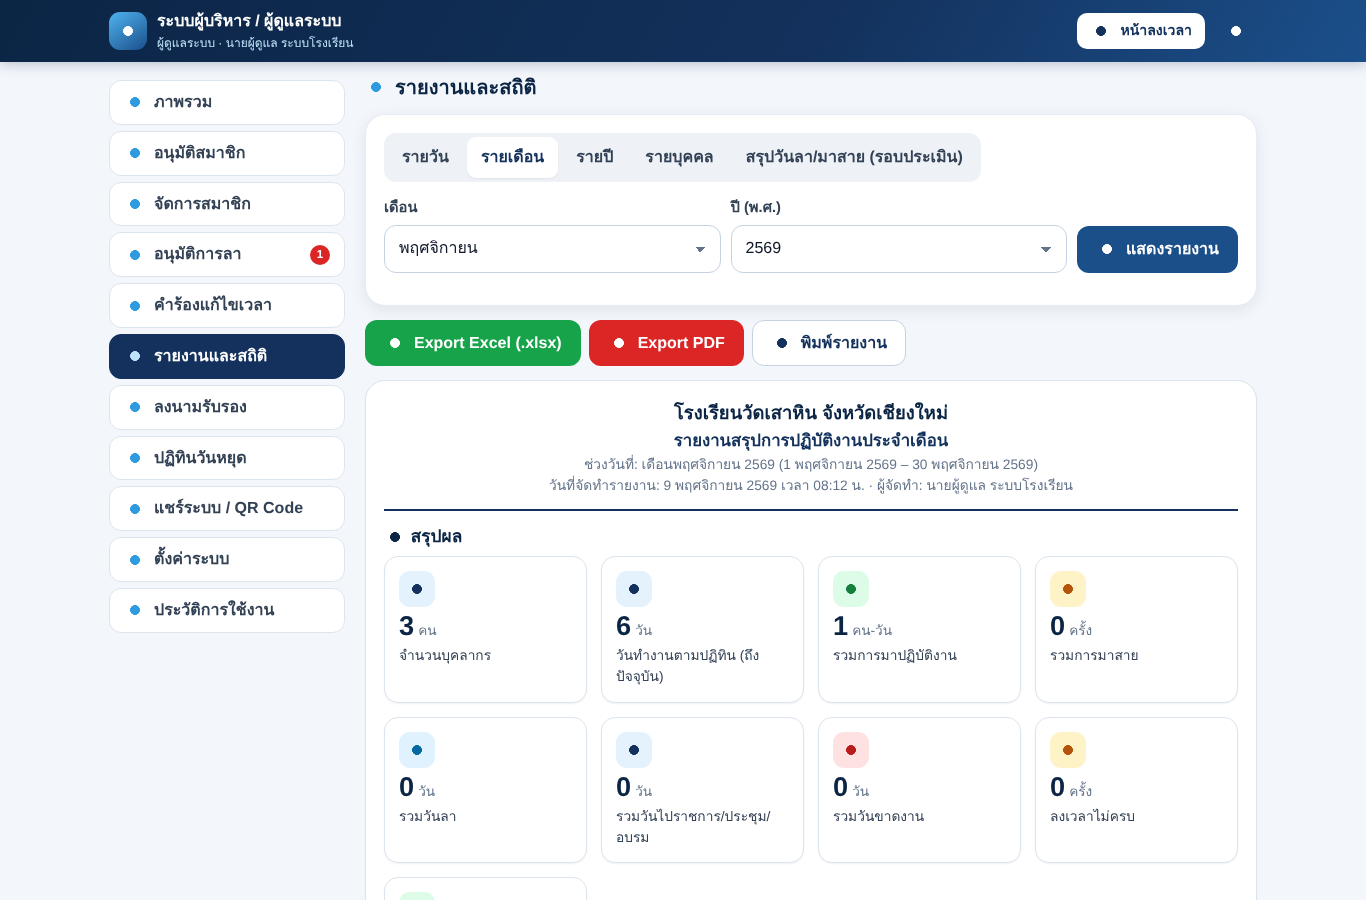 ระบบผู้บริหาร / ผู้ดูแลระบบ
ผู้ดูแลระบบ · นายผู้ดูแล ระบบโรงเรียน
หน้าลงเวลา
ภาพรวม
อนุมัติสมาชิก
จัดการสมาชิก
อนุมัติการลา
1
คำร้องแก้ไขเวลา
รายงานและสถิติ
ลงนามรับรอง
ปฏิทินวันหยุด
แชร์ระบบ / QR Code
ตั้งค่าระบบ
ประวัติการใช้งาน
รายงานและสถิติ
รายวัน
รายเดือน
รายปี
รายบุคคล
สรุปวันลา/มาสาย (รอบประเมิน)
เดือน
ปี (พ.ศ.)
พฤศจิกายน
2569
แสดงรายงาน
Export Excel (.xlsx)
Export PDF
พิมพ์รายงาน
โรงเรียนวัดเสาหิน จังหวัดเชียงใหม่
รายงานสรุปการปฏิบัติงานประจำเดือน
ช่วงวันที่: เดือนพฤศจิกายน 2569 (1 พฤศจิกายน 2569 – 30 พฤศจิกายน 2569)
วันที่จัดทำรายงาน: 9 พฤศจิกายน 2569 เวลา 08:12 น. · ผู้จัดทำ: นายผู้ดูแล ระบบโรงเรียน
สรุปผล
3 คน
จำนวนบุคลากร
6 วัน
วันทำงานตามปฏิทิน (ถึง
ปัจจุบัน)
1 คน-วัน
รวมการมาปฏิบัติงาน
0 ครั้ง
รวมการมาสาย
0 วัน
รวมวันลา
0 วัน
รวมวันไปราชการ/ประชุม/
อบรม
0 วัน
รวมวันขาดงาน
0 ครั้ง
ลงเวลาไม่ครบ